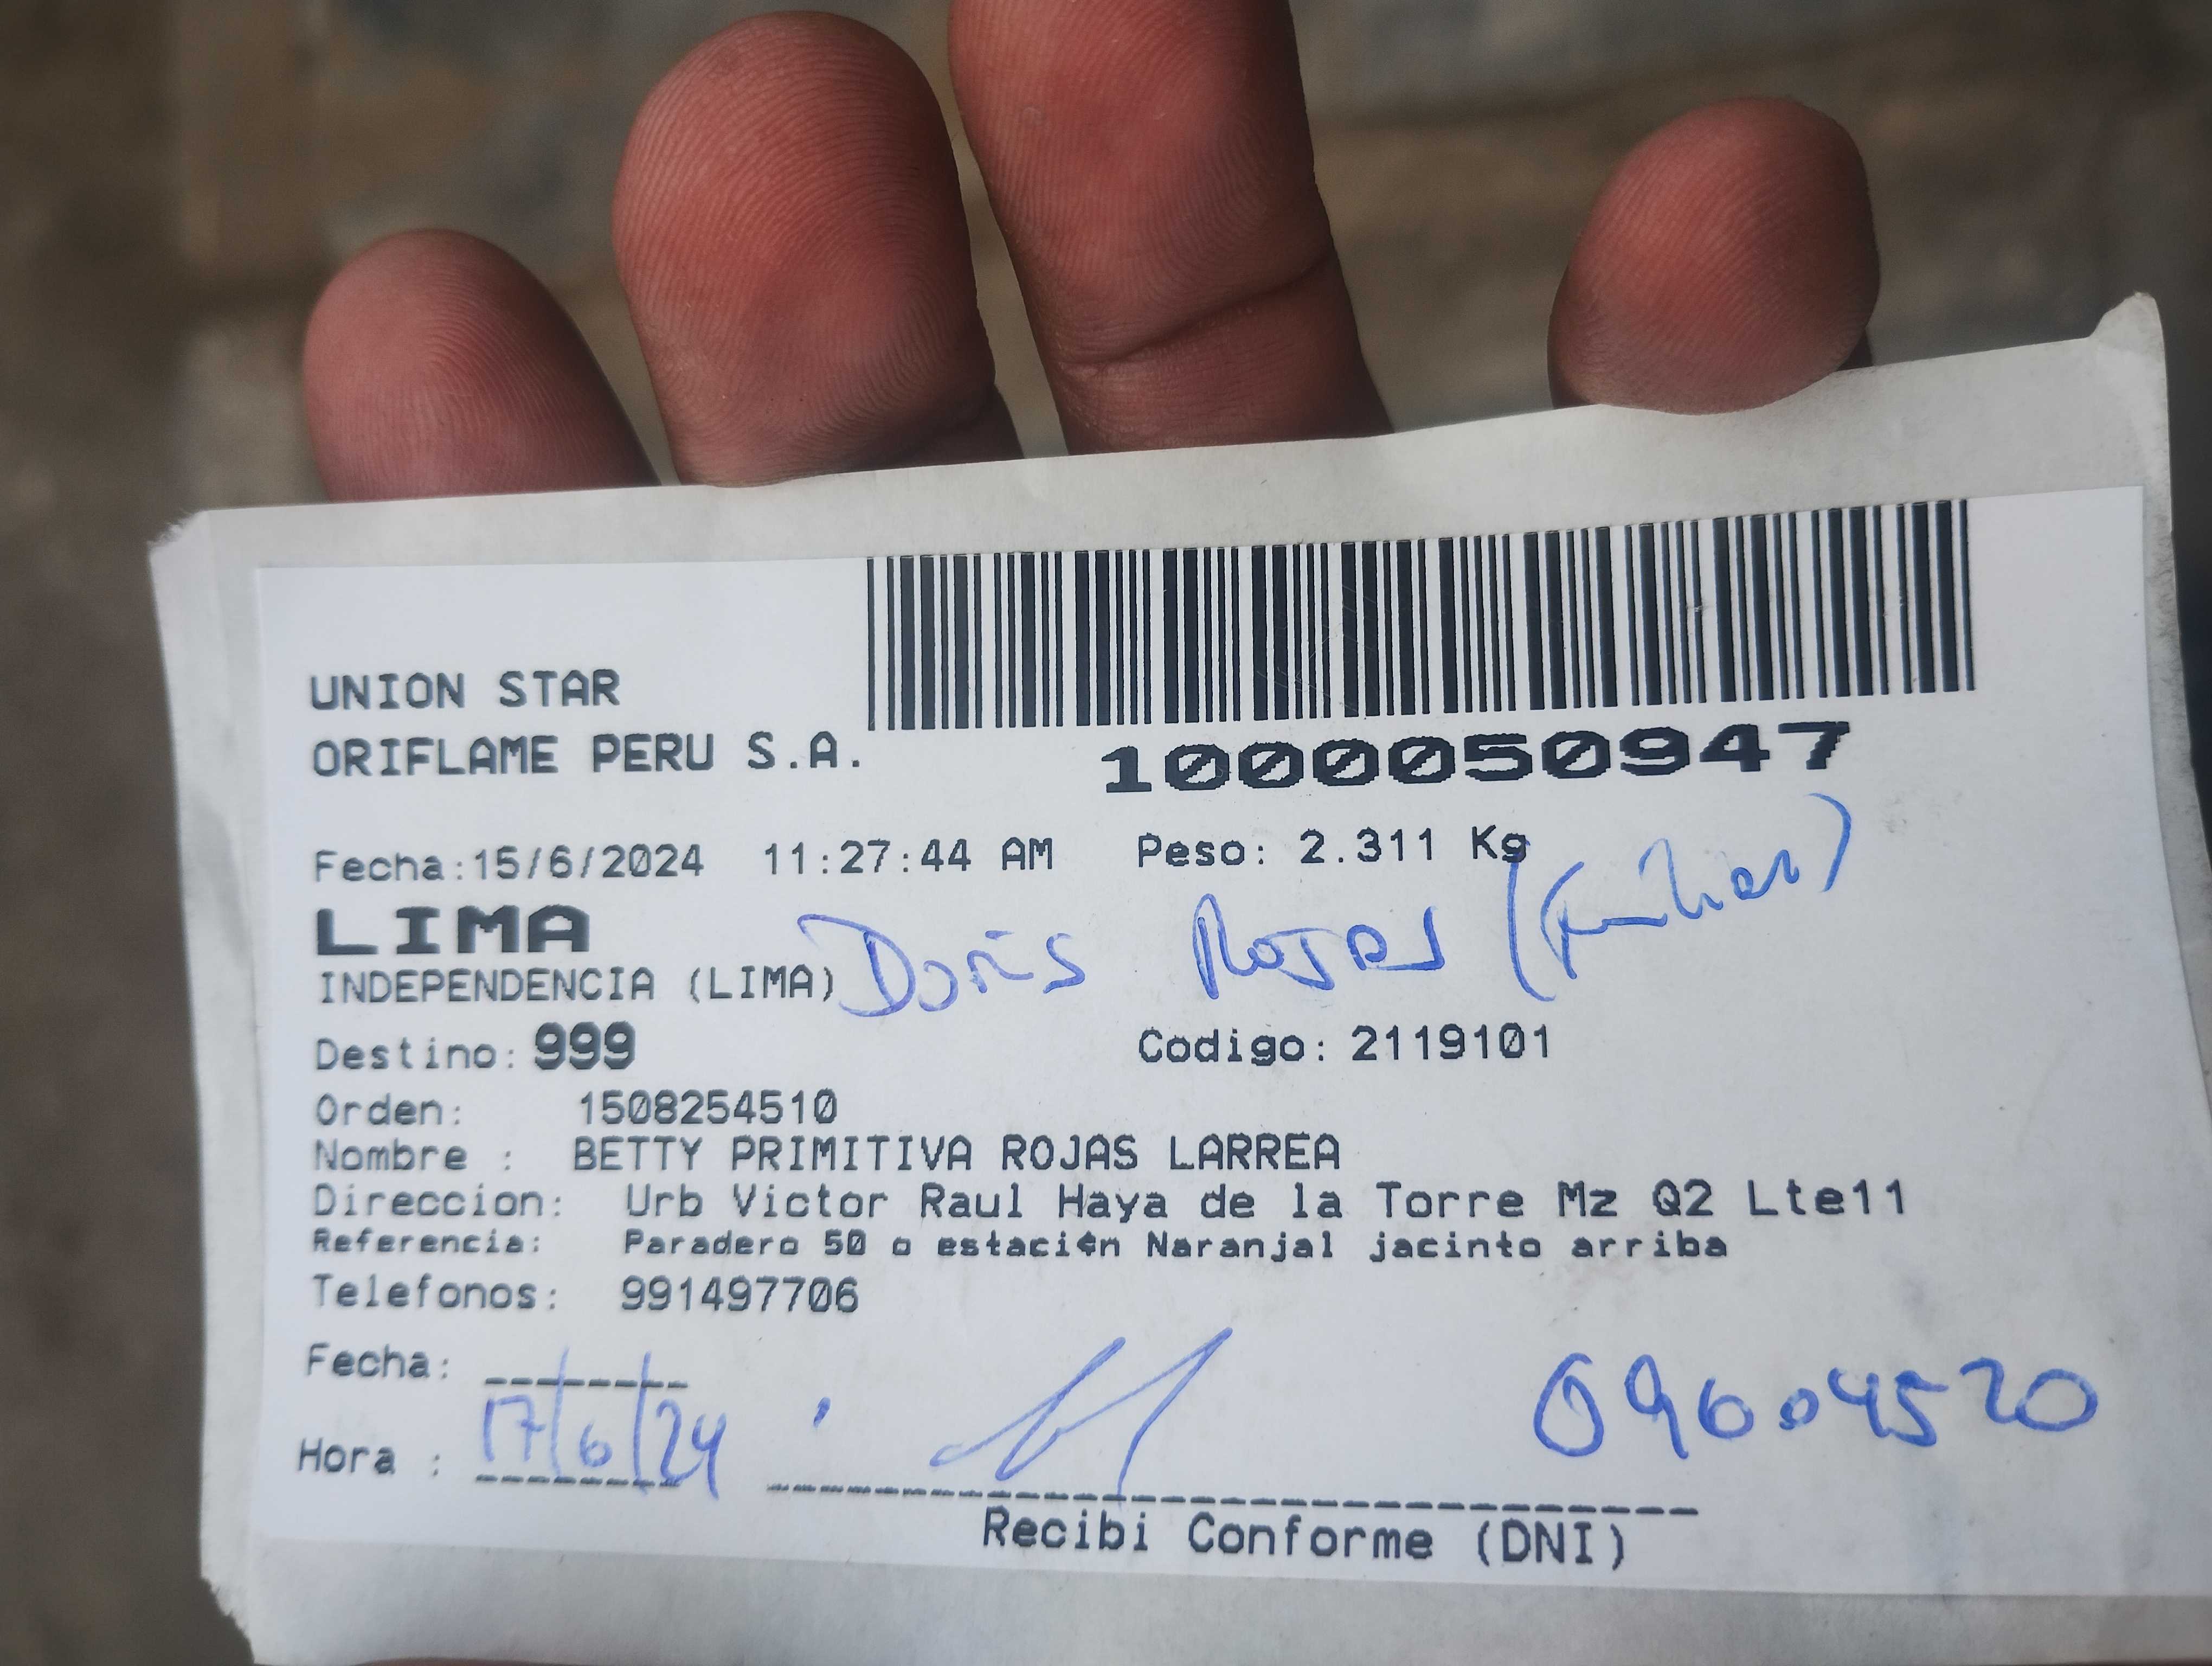 UNION STAR
ORIFLAME PERU S.A.
1000050947
Fecha:15/6/2024 11:27:44 AM Peso: 2.311 Kg
LIMA
Doris Rojas (Familiar)
INDEPENDENCIA (LIMA)
Destino: 999 Codigo: 2119101
Orden: 1508254510
Nombre : BETTY PRIMITIVA ROJAS LARREA
Direccion: Urb Victor Raul Haya de la Torre Mz Q2 Lte11
Referencia: Paradero 50 o estación Naranjal jacinto arriba
Telefonos: 991497706
Fecha:
Hora : 17/6/24 09604520
Recibi Conforme (DNI)